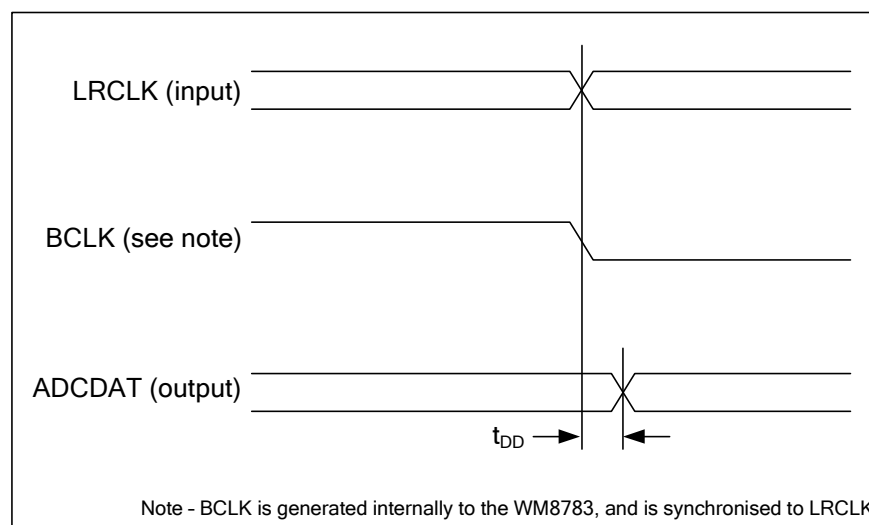 LRCLK (input)
BCLK (see note)
ADCDAT (output)
tDD
Note - BCLK is generated internally to the WM8783, and is synchronised to LRCLK